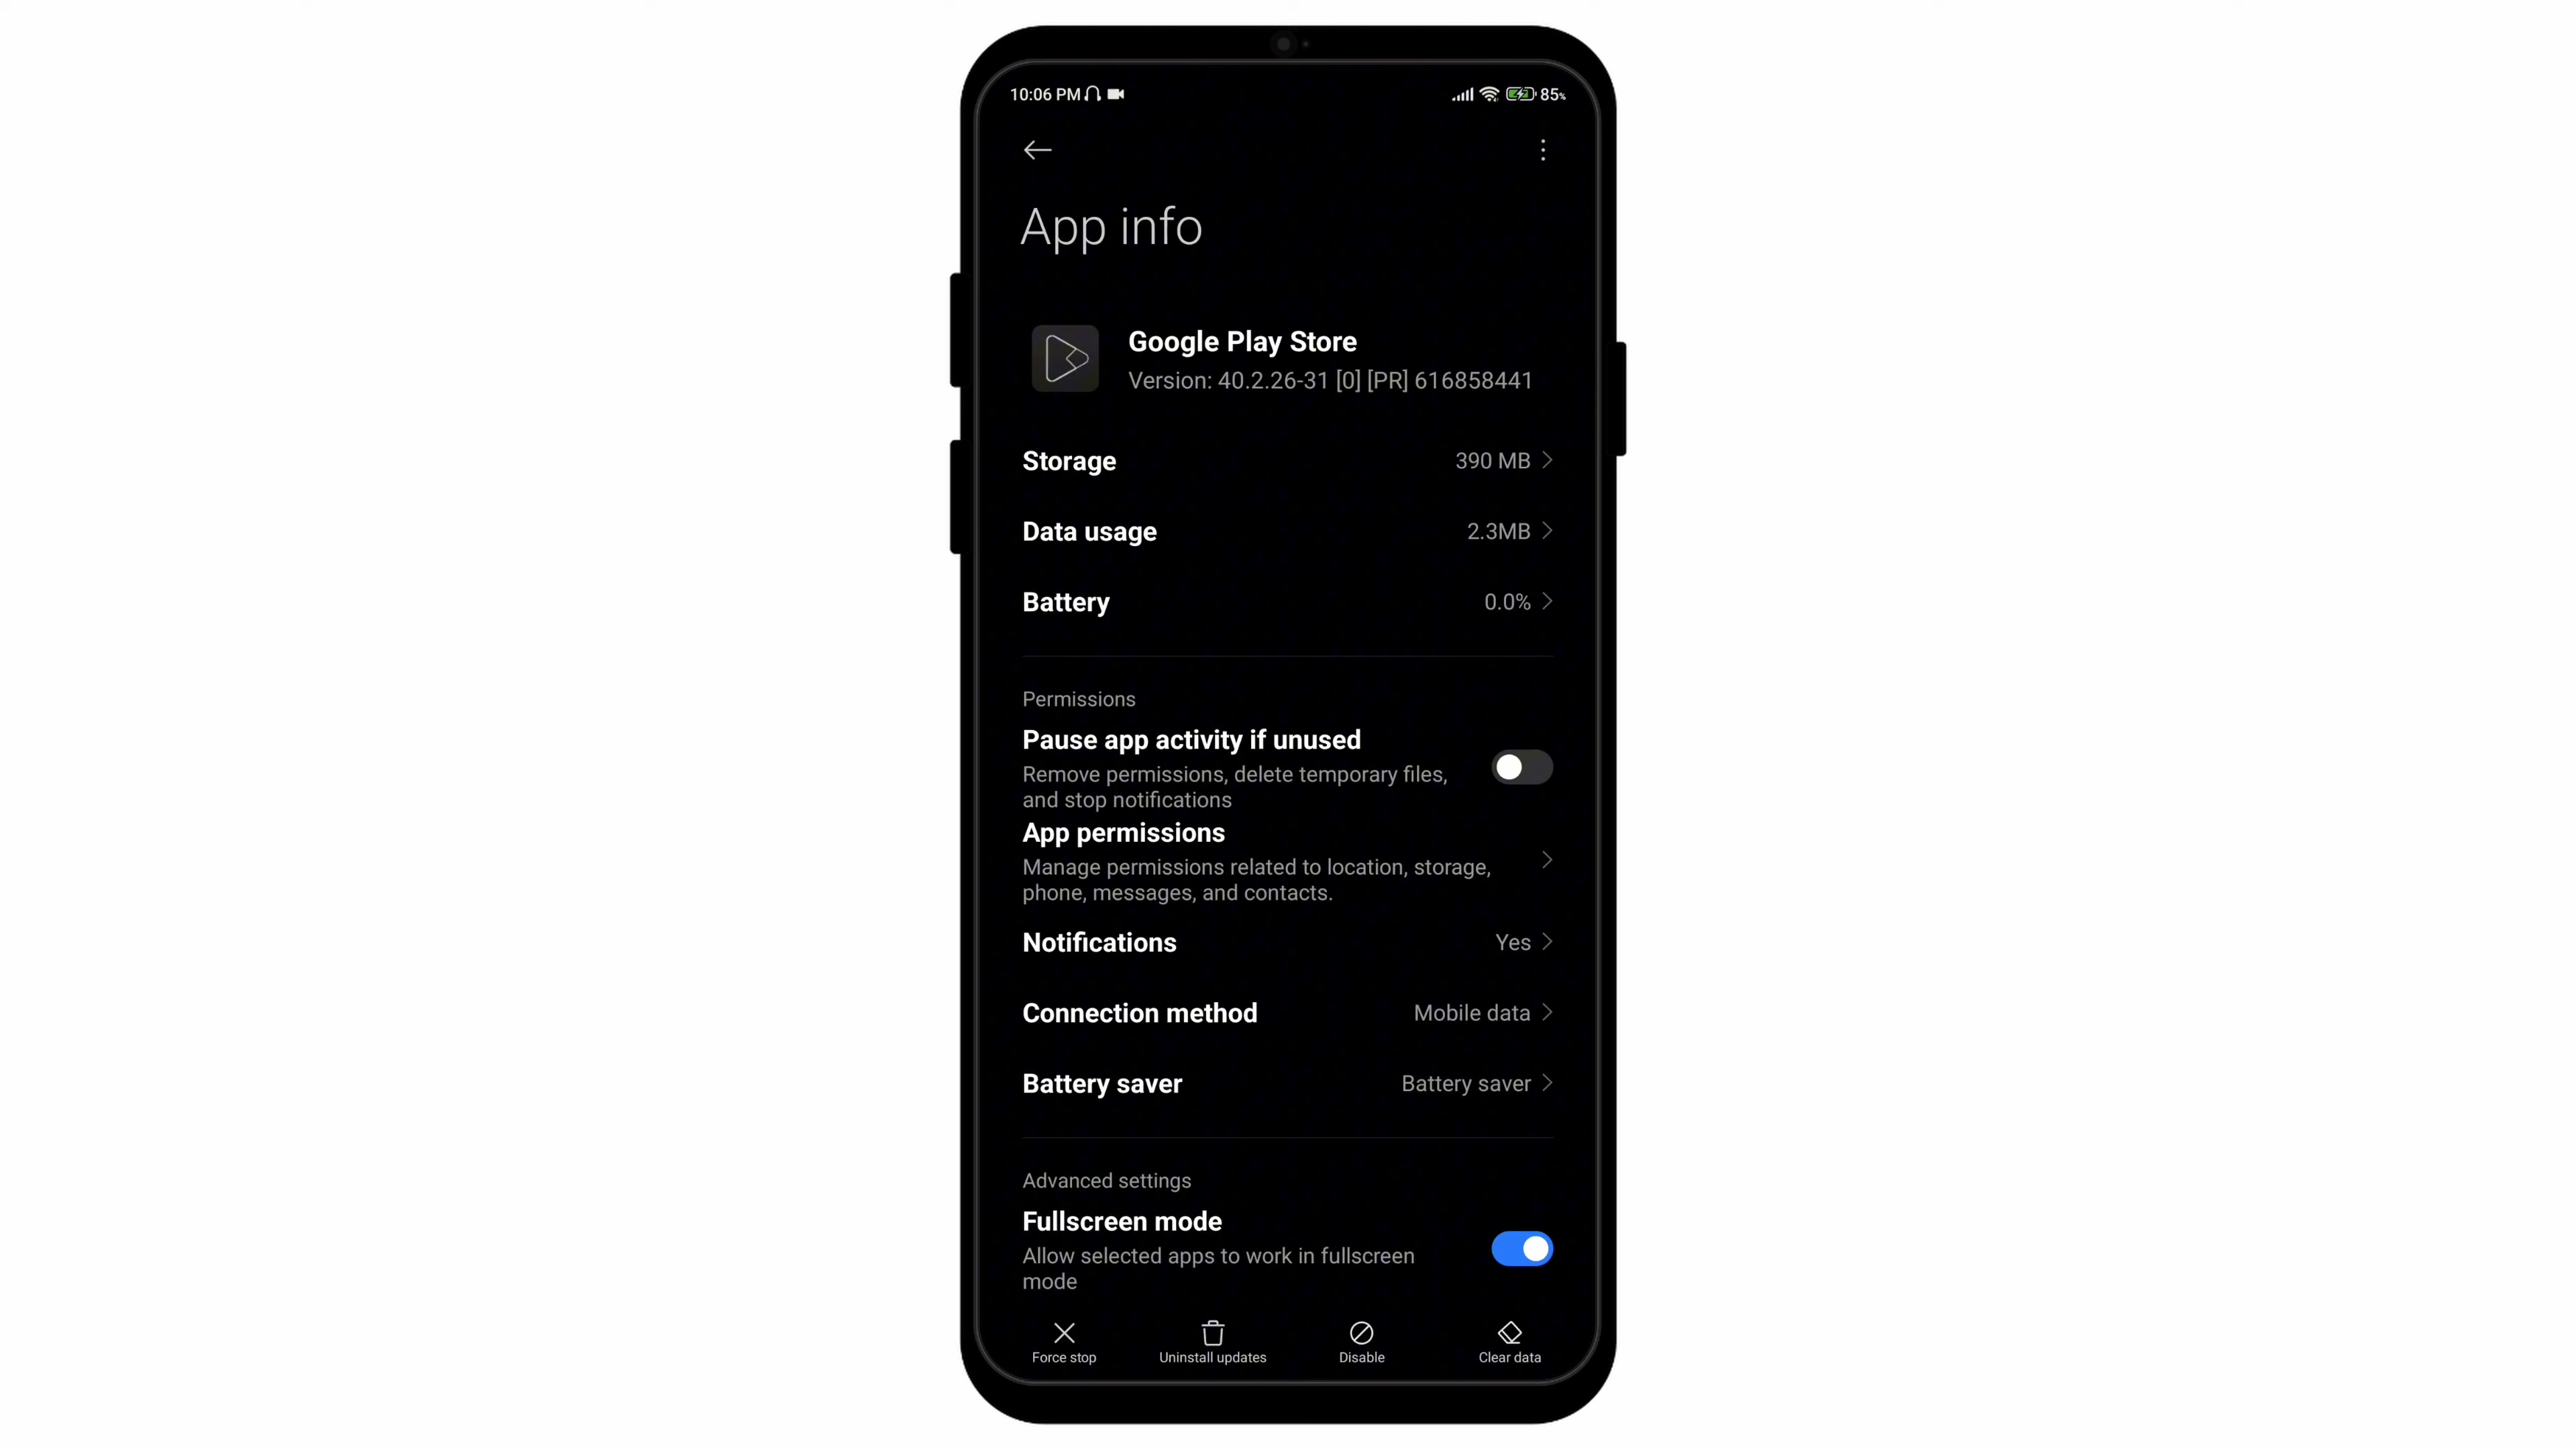 10:06 PM 85%
App info
Google Play Store
Version: 40.2.26-31 [0] [PR] 616858441
Storage 390 MB
Data usage 2.3MB
Battery 0.0%
Permissions
Pause app activity if unused
Remove permissions, delete temporary files,
and stop notifications
App permissions
Manage permissions related to location, storage,
phone, messages, and contacts.
Notifications Yes
Connection method Mobile data
Battery saver Battery saver
Advanced settings
Fullscreen mode
Allow selected apps to work in fullscreen
mode
Force stop Uninstall updates Disable Clear data